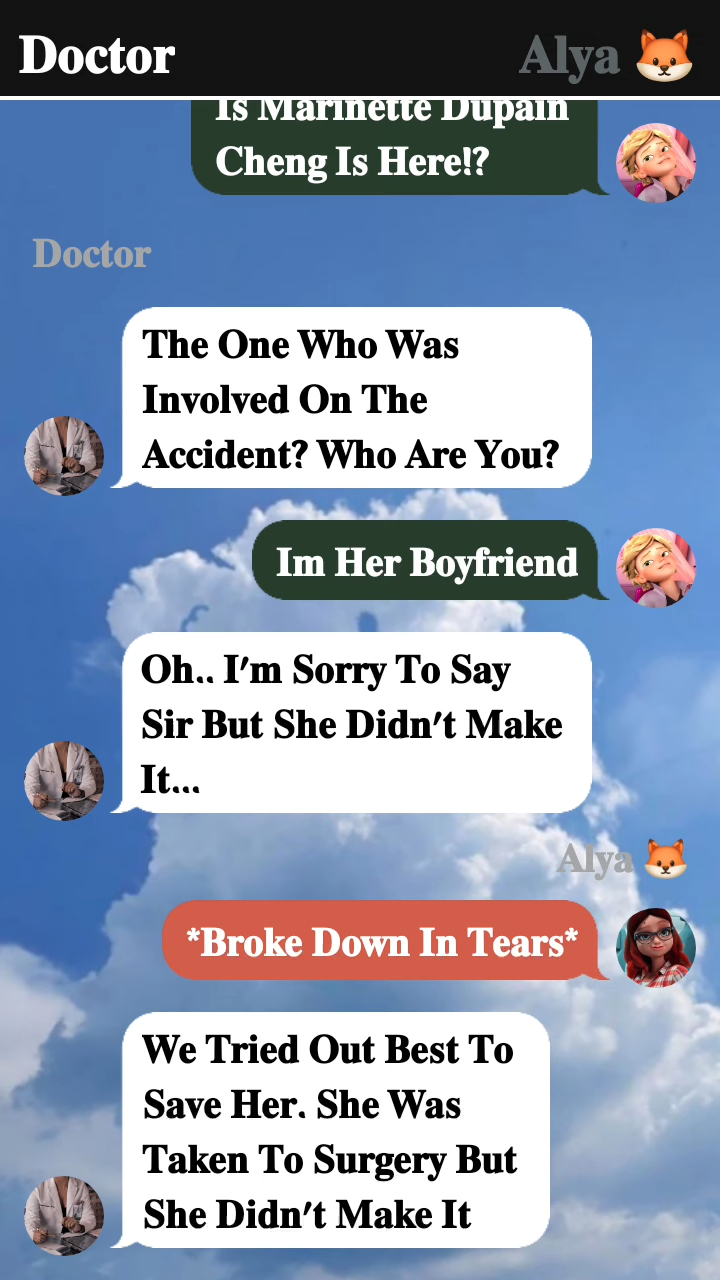 Doctor
Alya 🦊
Is Marinette Dupain
Cheng Is Here!?
Doctor
The One Who Was
Involved On The
Accident? Who Are You?
Im Her Boyfriend
Oh.. I'm Sorry To Say
Sir But She Didn't Make
It...
Alya 🦊
*Broke Down In Tears*
We Tried Out Best To
Save Her. She Was
Taken To Surgery But
She Didn't Make It